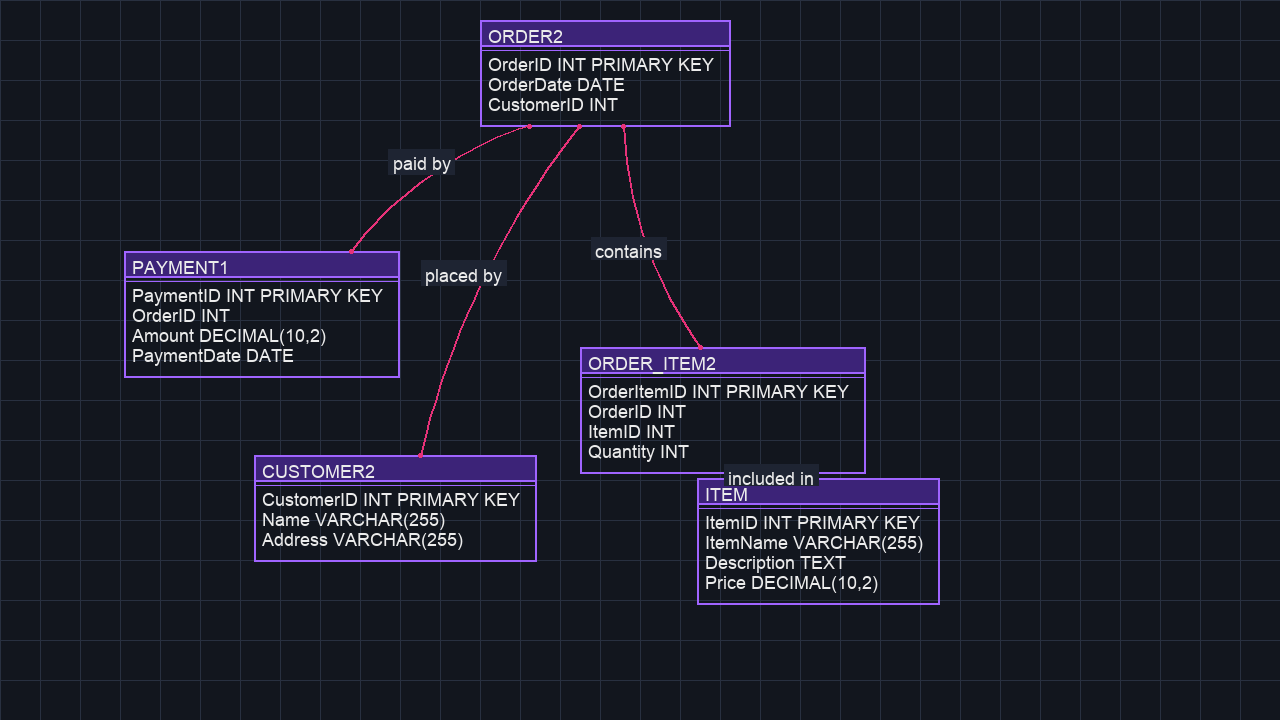 ORDER2
OrderID INT PRIMARY KEY
OrderDate DATE
CustomerID INT
paid by
placed by
contains
PAYMENT1
PaymentID INT PRIMARY KEY
OrderID INT
Amount DECIMAL(10,2)
PaymentDate DATE
ORDER_ITEM2
OrderItemID INT PRIMARY KEY
OrderID INT
ItemID INT
Quantity INT
CUSTOMER2
CustomerID INT PRIMARY KEY
Name VARCHAR(255)
Address VARCHAR(255)
included in
ITEM
ItemID INT PRIMARY KEY
ItemName VARCHAR(255)
Description TEXT
Price DECIMAL(10,2)